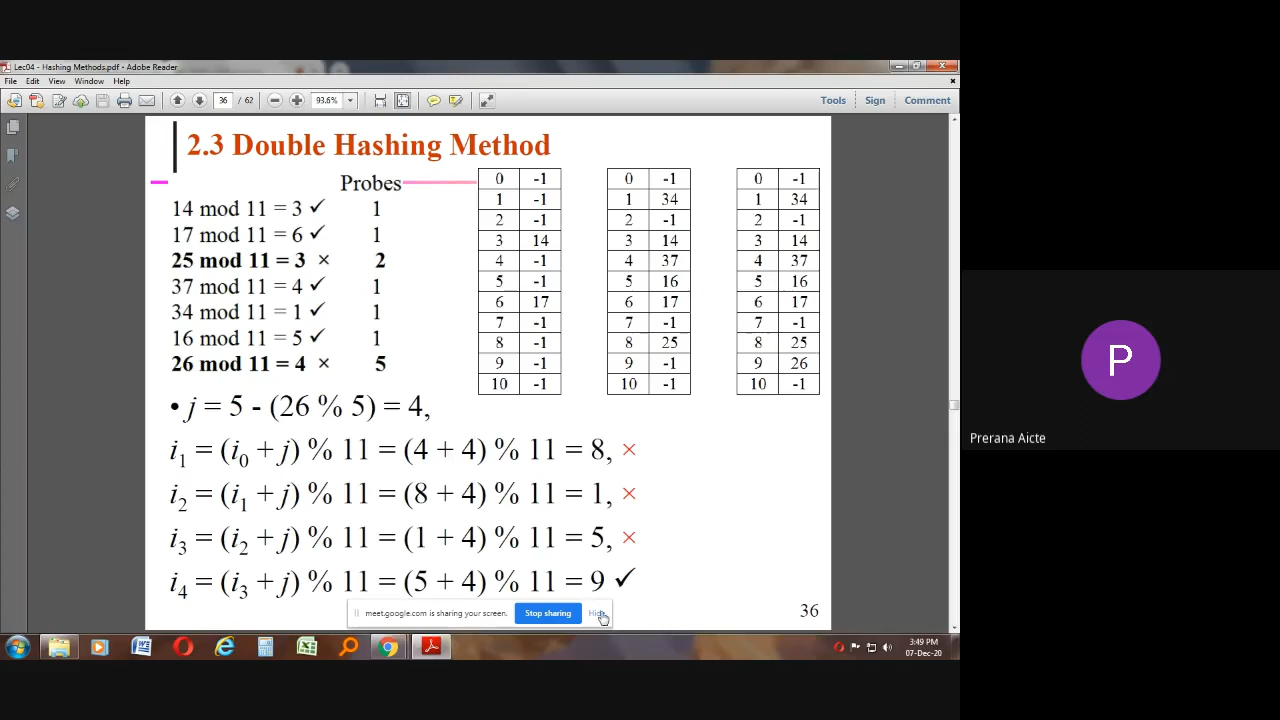 Lec04 - Hashing Methods.pdf - Adobe Reader
File Edit View Window Help
36 / 62 93.6% Tools Sign Comment
2.3 Double Hashing Method
Probes
14 mod 11 = 3 ✓ 1
17 mod 11 = 6 ✓ 1
25 mod 11 = 3 × 2
37 mod 11 = 4 ✓ 1
34 mod 11 = 1 ✓ 1
16 mod 11 = 5 ✓ 1
26 mod 11 = 4 × 5
0 -1
1 -1
2 -1
3 14
4 -1
5 -1
6 17
7 -1
8 -1
9 -1
10 -1
0 -1
1 34
2 -1
3 14
4 37
5 16
6 17
7 -1
8 25
9 -1
10 -1
0 -1
1 34
2 -1
3 14
4 37
5 16
6 17
7 -1
8 25
9 26
10 -1
• j = 5 - (26 % 5) = 4,
i1 = (i0 + j) % 11 = (4 + 4) % 11 = 8, ×
i2 = (i1 + j) % 11 = (8 + 4) % 11 = 1, ×
i3 = (i2 + j) % 11 = (1 + 4) % 11 = 5, ×
i4 = (i3 + j) % 11 = (5 + 4) % 11 = 9 ✓
meet.google.com is sharing your screen. Stop sharing Hide
36
3:49 PM
07-Dec-20
P
Prerana Aicte